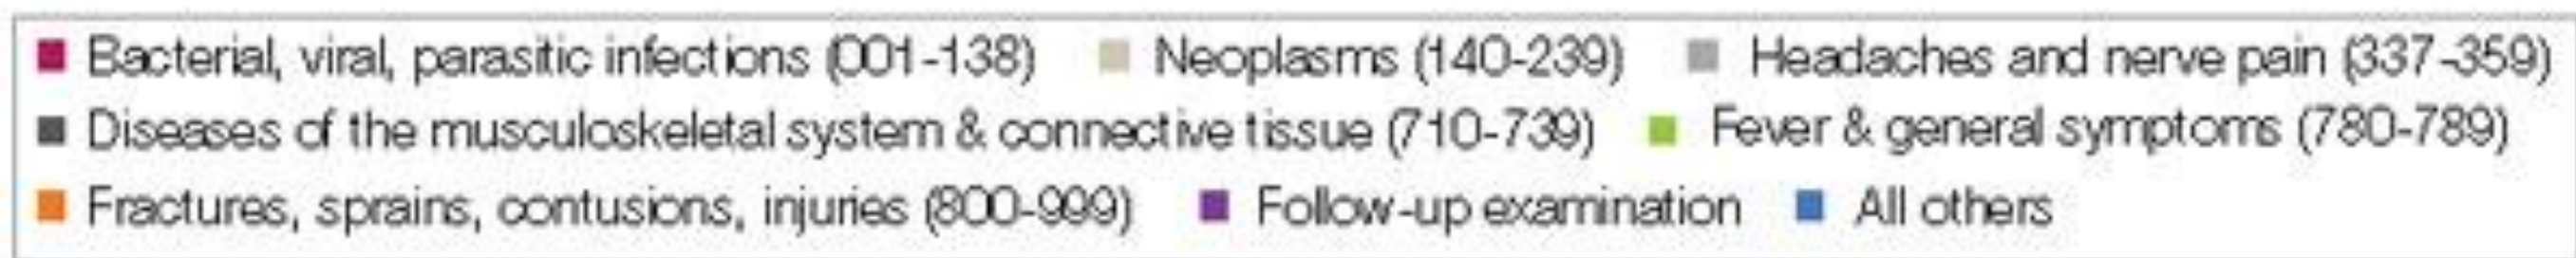 Bacterial, viral, parasitic infections (001-138) Neoplasms (140-239) Headaches and nerve pain (337-359)
Diseases of the musculoskeletal system & connective tissue (710-739) Fever & general symptoms (780-789)
Fractures, sprains, contusions, injuries (800-999) Follow-up examination All others